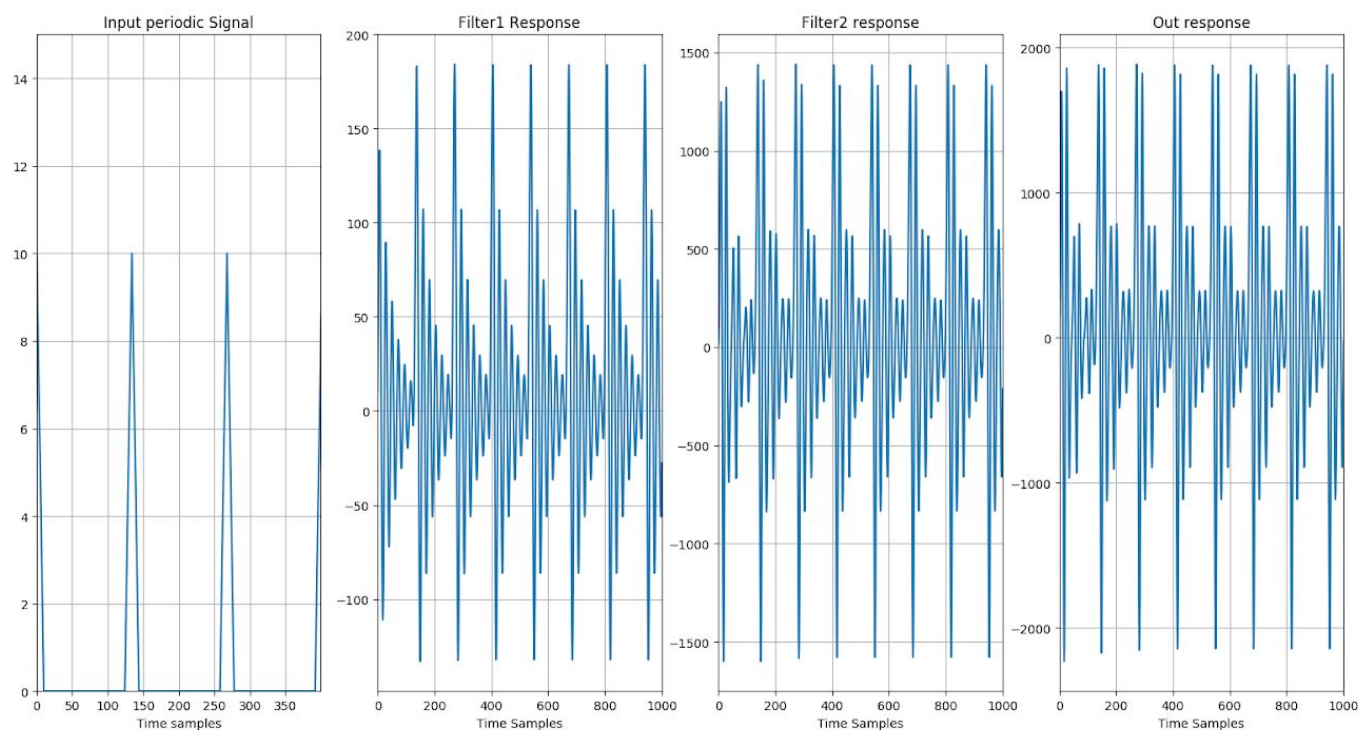 Input periodic Signal
14
12
10
8
6
4
2
0
0 50 100 150 200 250 300 350
Time samples
Filter1 Response
200
150
100
50
0
−50
−100
0 200 400 600 800 1000
Time Samples
Filter2 response
1500
1000
500
0
−500
−1000
−1500
0 200 400 600 800 1000
Time Samples
Out response
2000
1000
0
−1000
−2000
0 200 400 600 800 1000
Time Samples